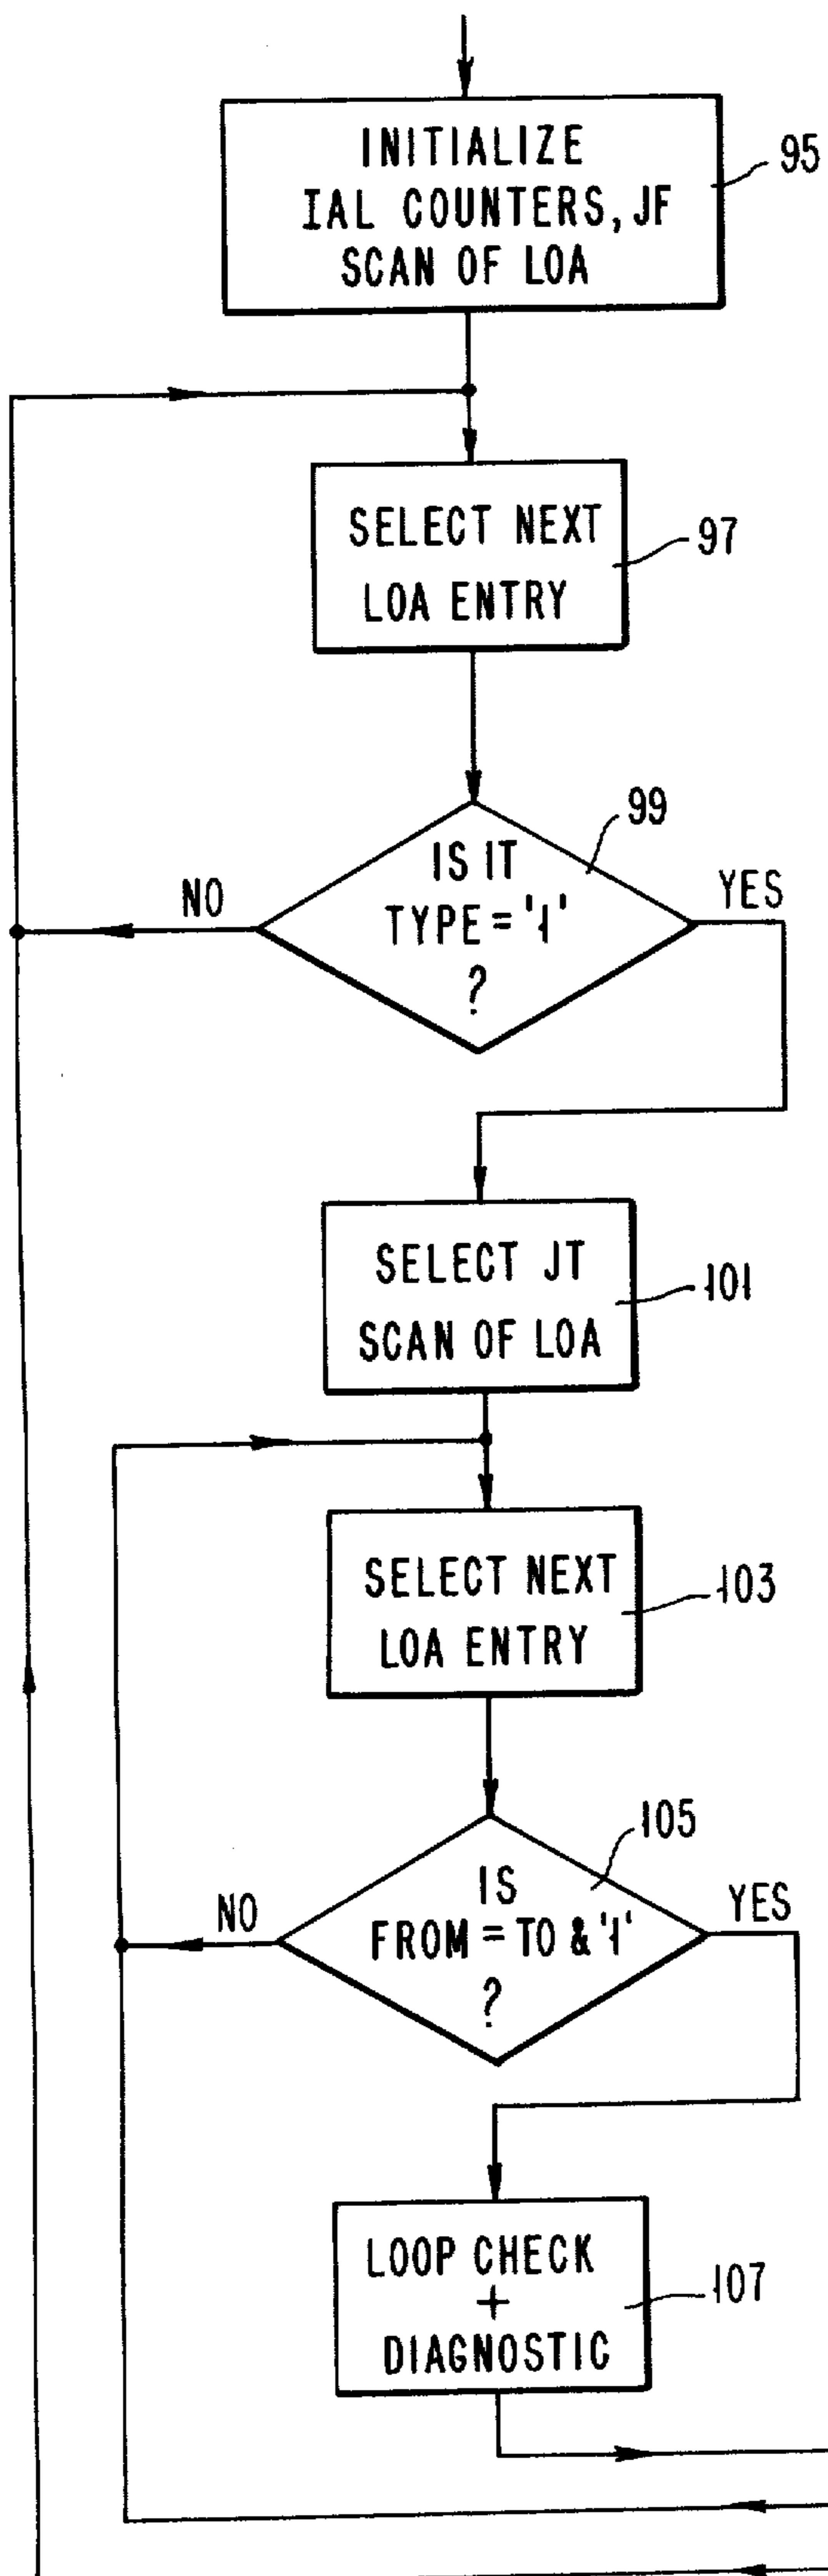 INITIALIZE
IAL COUNTERS, JF
SCAN OF LOA
95
SELECT NEXT
LOA ENTRY
97
99
IS IT
TYPE = '1'
?
NO
YES
SELECT JT
SCAN OF LOA
101
SELECT NEXT
LOA ENTRY
103
105
IS
FROM = TO & '1'
?
NO
YES
LOOP CHECK
+
DIAGNOSTIC
107